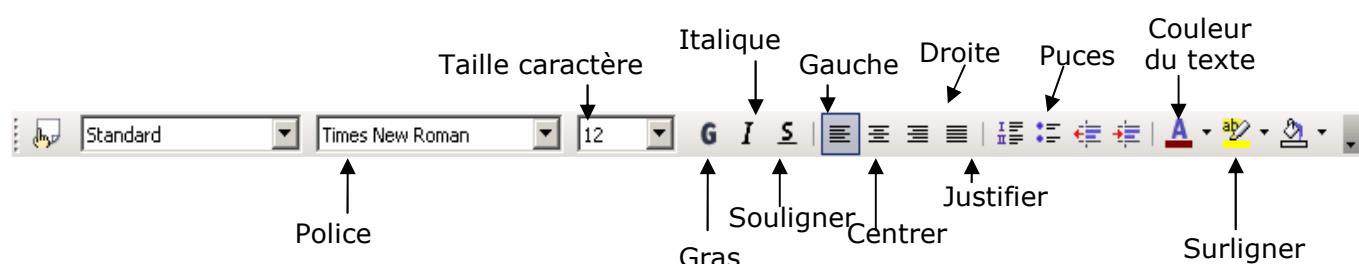 Couleur
du texte
Italique
Droite
Puces
Taille caractère
Gauche
Standard
Times New Roman
12
G I S
A
ab
Justifier
Souligner
Centrer
Police
Surligner
Gras